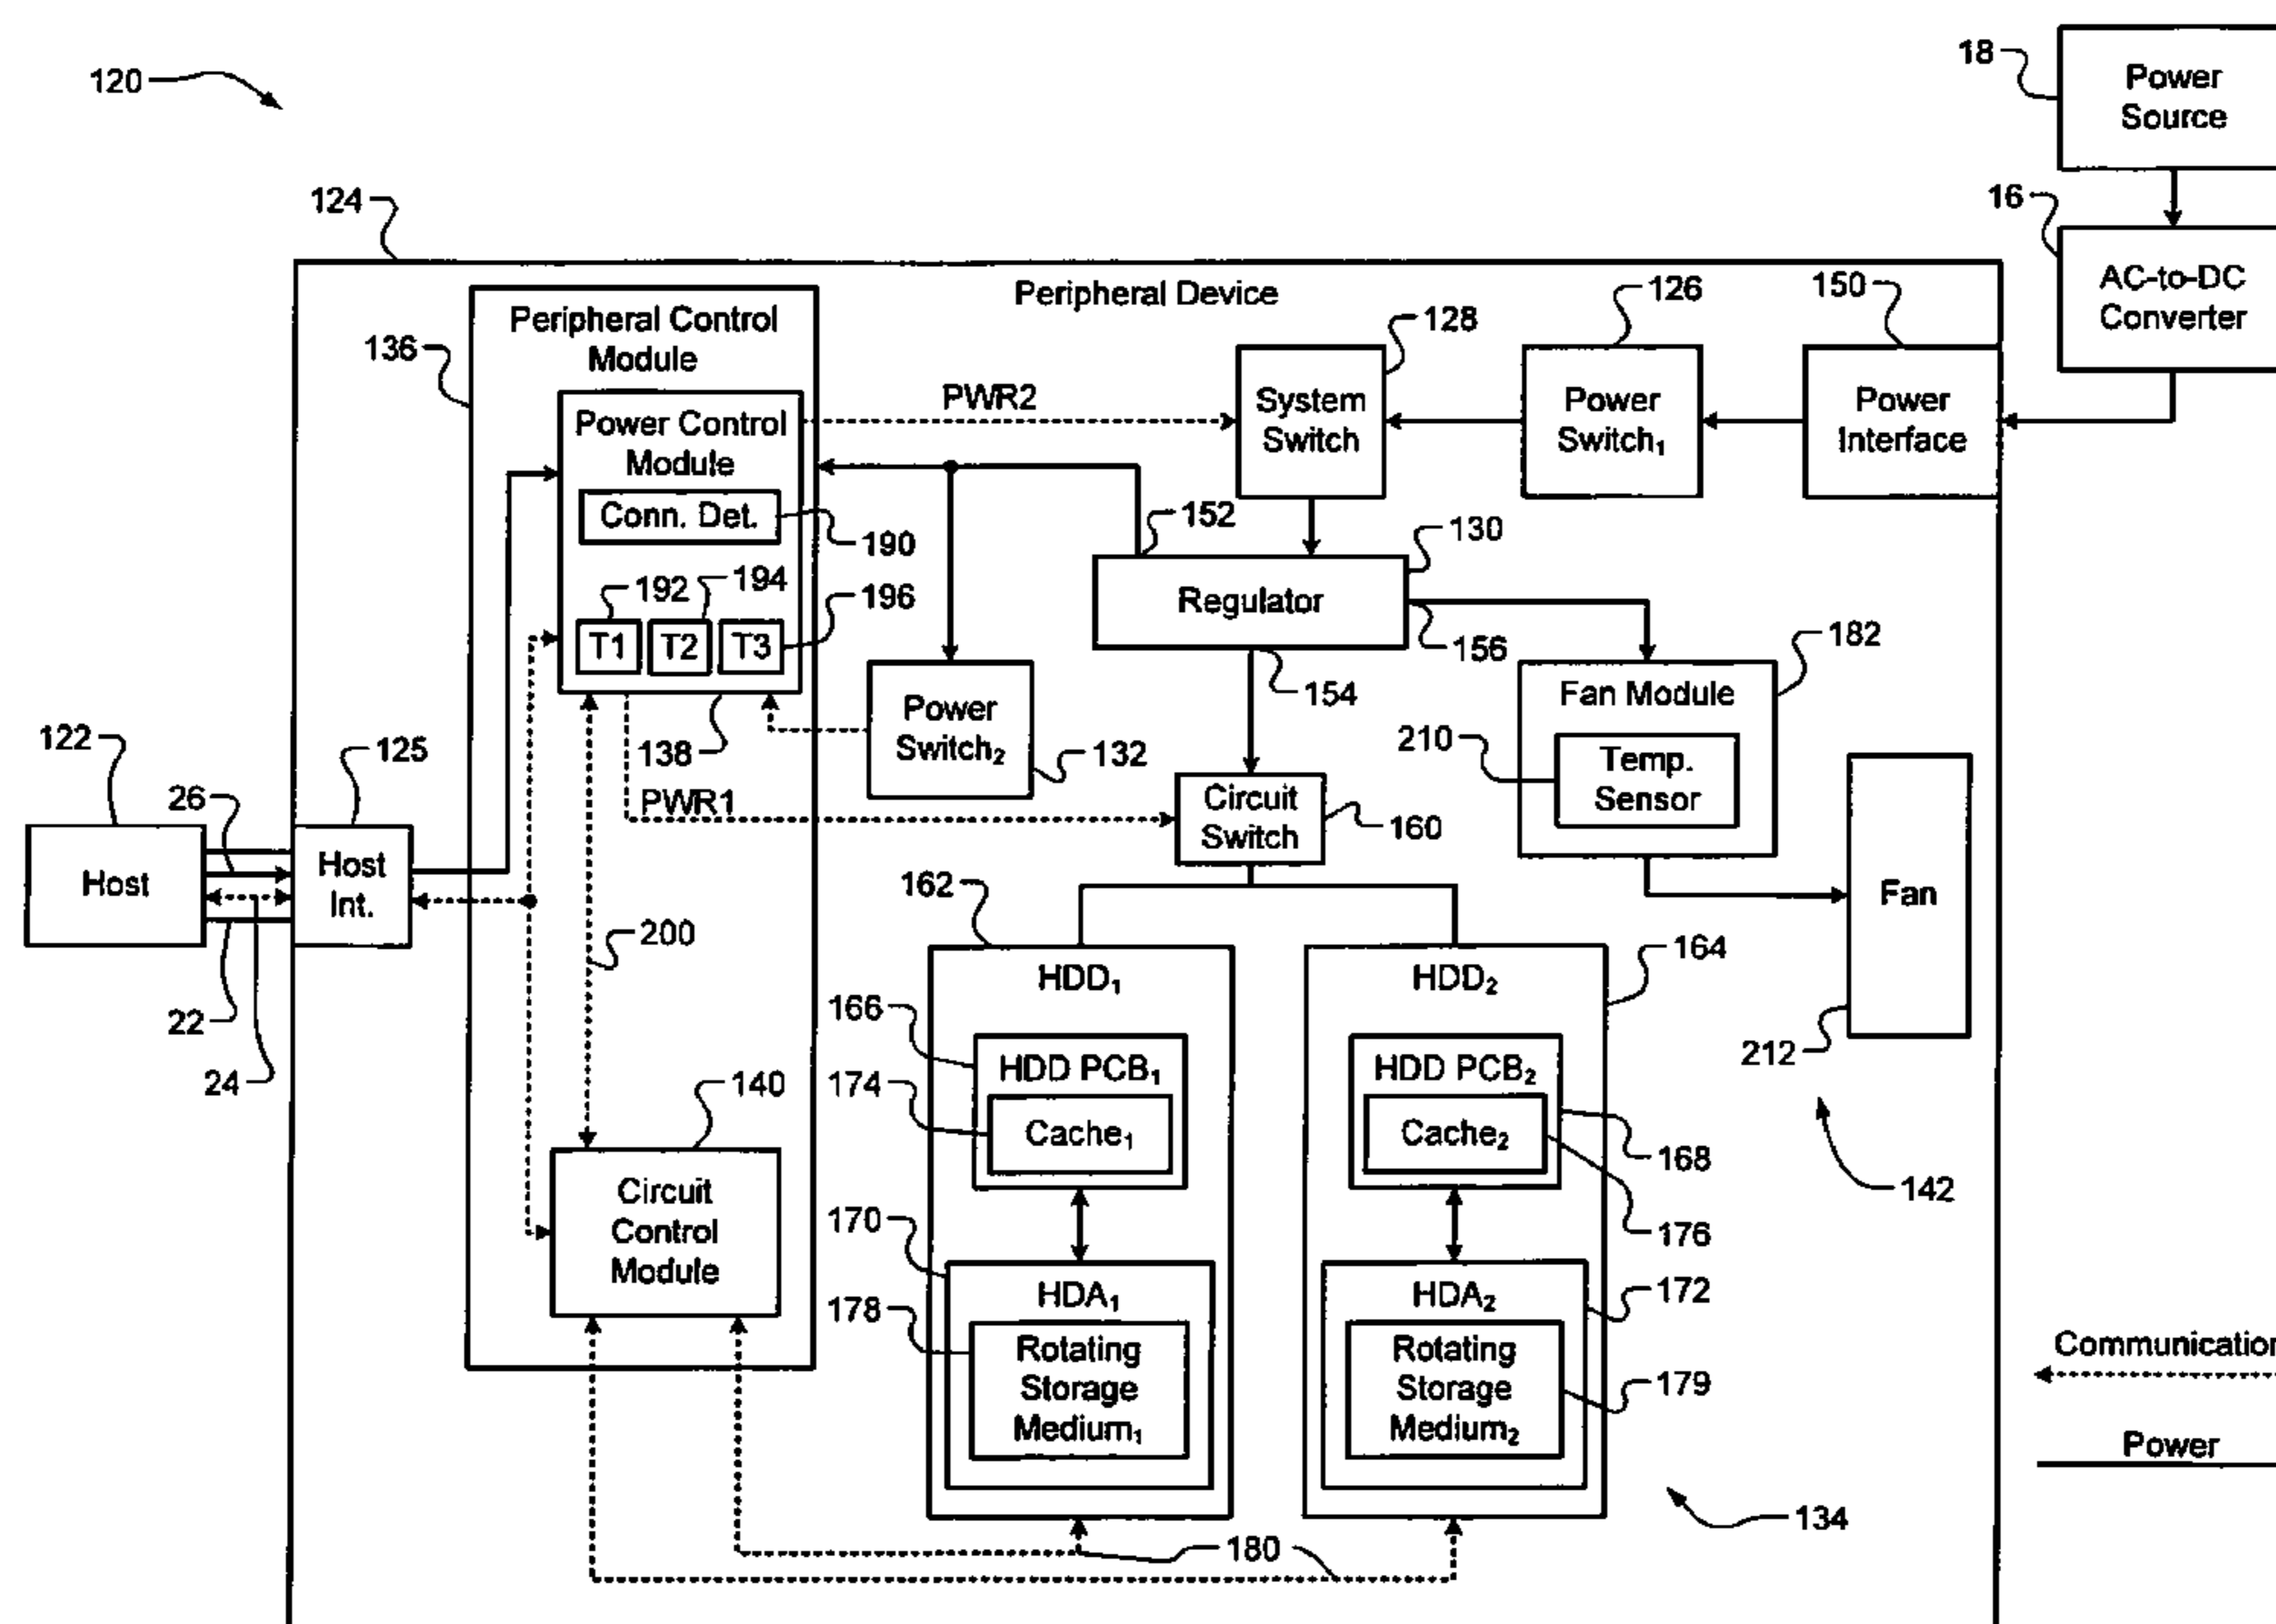 120
18
Power
Source
16
AC-to-DC
Converter
124
Peripheral Device
Peripheral Control
Module
136
128
126
150
Power Control
Module
PWR2
System
Switch
Power
Switch₁
Power
Interface
Conn. Det.
190
152
130
192
194
196
T1
T2
T3
Regulator
156
182
154
Fan Module
Power
Switch₂
132
138
210
Temp.
Sensor
122
125
26
PWR1
Circuit
Switch
160
Host
Host
Int.
Fan
162
200
164
HDD₁
HDD₂
22
24
166
HDD PCB₁
174
Cache₁
HDD PCB₂
Cache₂
168
176
212
142
140
Circuit
Control
Module
170
HDA₁
178
Rotating
Storage
Medium₁
HDA₂
172
Rotating
Storage
Medium₂
179
Communication
Power
134
180